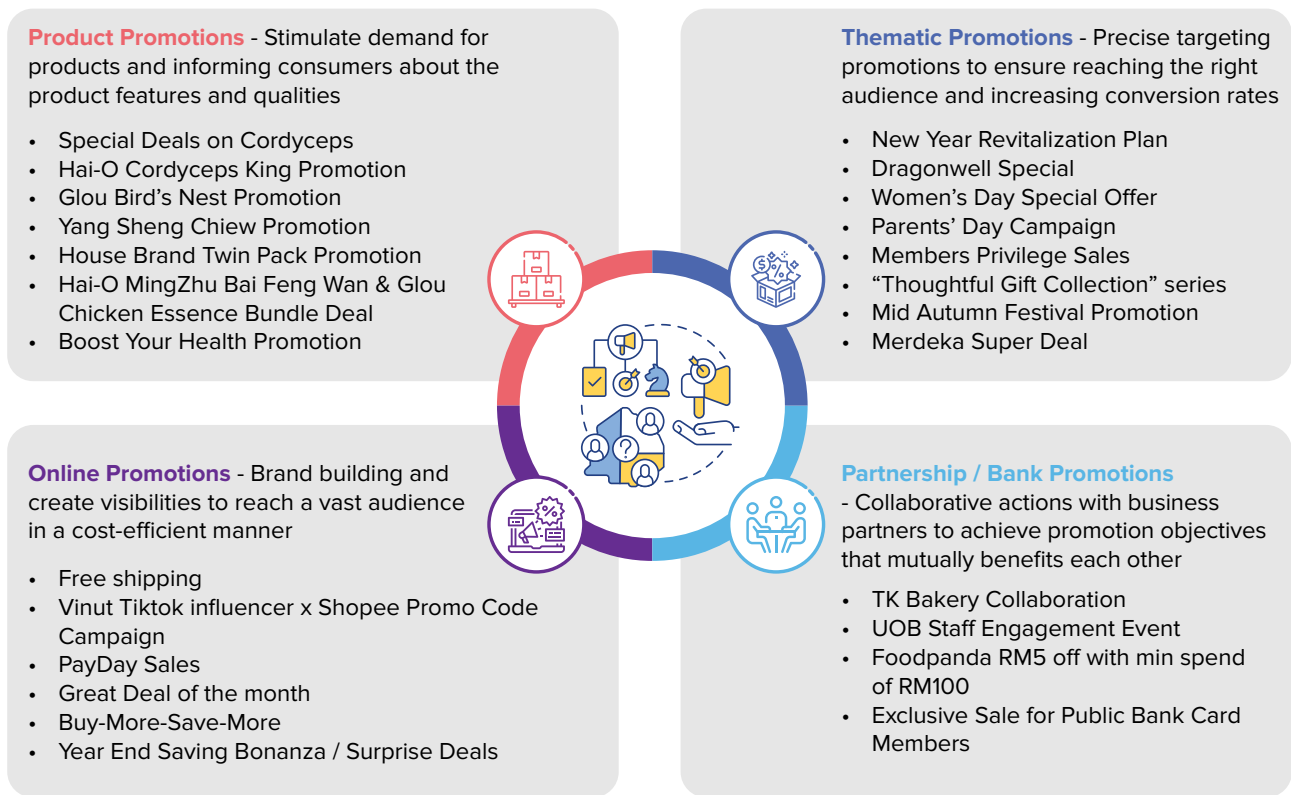 Product Promotions - Stimulate demand for
products and informing consumers about the
product features and qualities
• Special Deals on Cordyceps
• Hai-O Cordyceps King Promotion
• Glou Bird’s Nest Promotion
• Yang Sheng Chiew Promotion
• House Brand Twin Pack Promotion
• Hai-O MingZhu Bai Feng Wan & Glou
Chicken Essence Bundle Deal
• Boost Your Health Promotion
Thematic Promotions - Precise targeting
promotions to ensure reaching the right
audience and increasing conversion rates
• New Year Revitalization Plan
• Dragonwell Special
• Women’s Day Special Offer
• Parents’ Day Campaign
• Members Privilege Sales
• “Thoughtful Gift Collection” series
• Mid Autumn Festival Promotion
• Merdeka Super Deal
Online Promotions - Brand building and
create visibilities to reach a vast audience
in a cost-efficient manner
• Free shipping
• Vinut Tiktok influencer x Shopee Promo Code
Campaign
• PayDay Sales
• Great Deal of the month
• Buy-More-Save-More
• Year End Saving Bonanza / Surprise Deals
Partnership / Bank Promotions
- Collaborative actions with business
partners to achieve promotion objectives
that mutually benefits each other
• TK Bakery Collaboration
• UOB Staff Engagement Event
• Foodpanda RM5 off with min spend
of RM100
• Exclusive Sale for Public Bank Card
Members